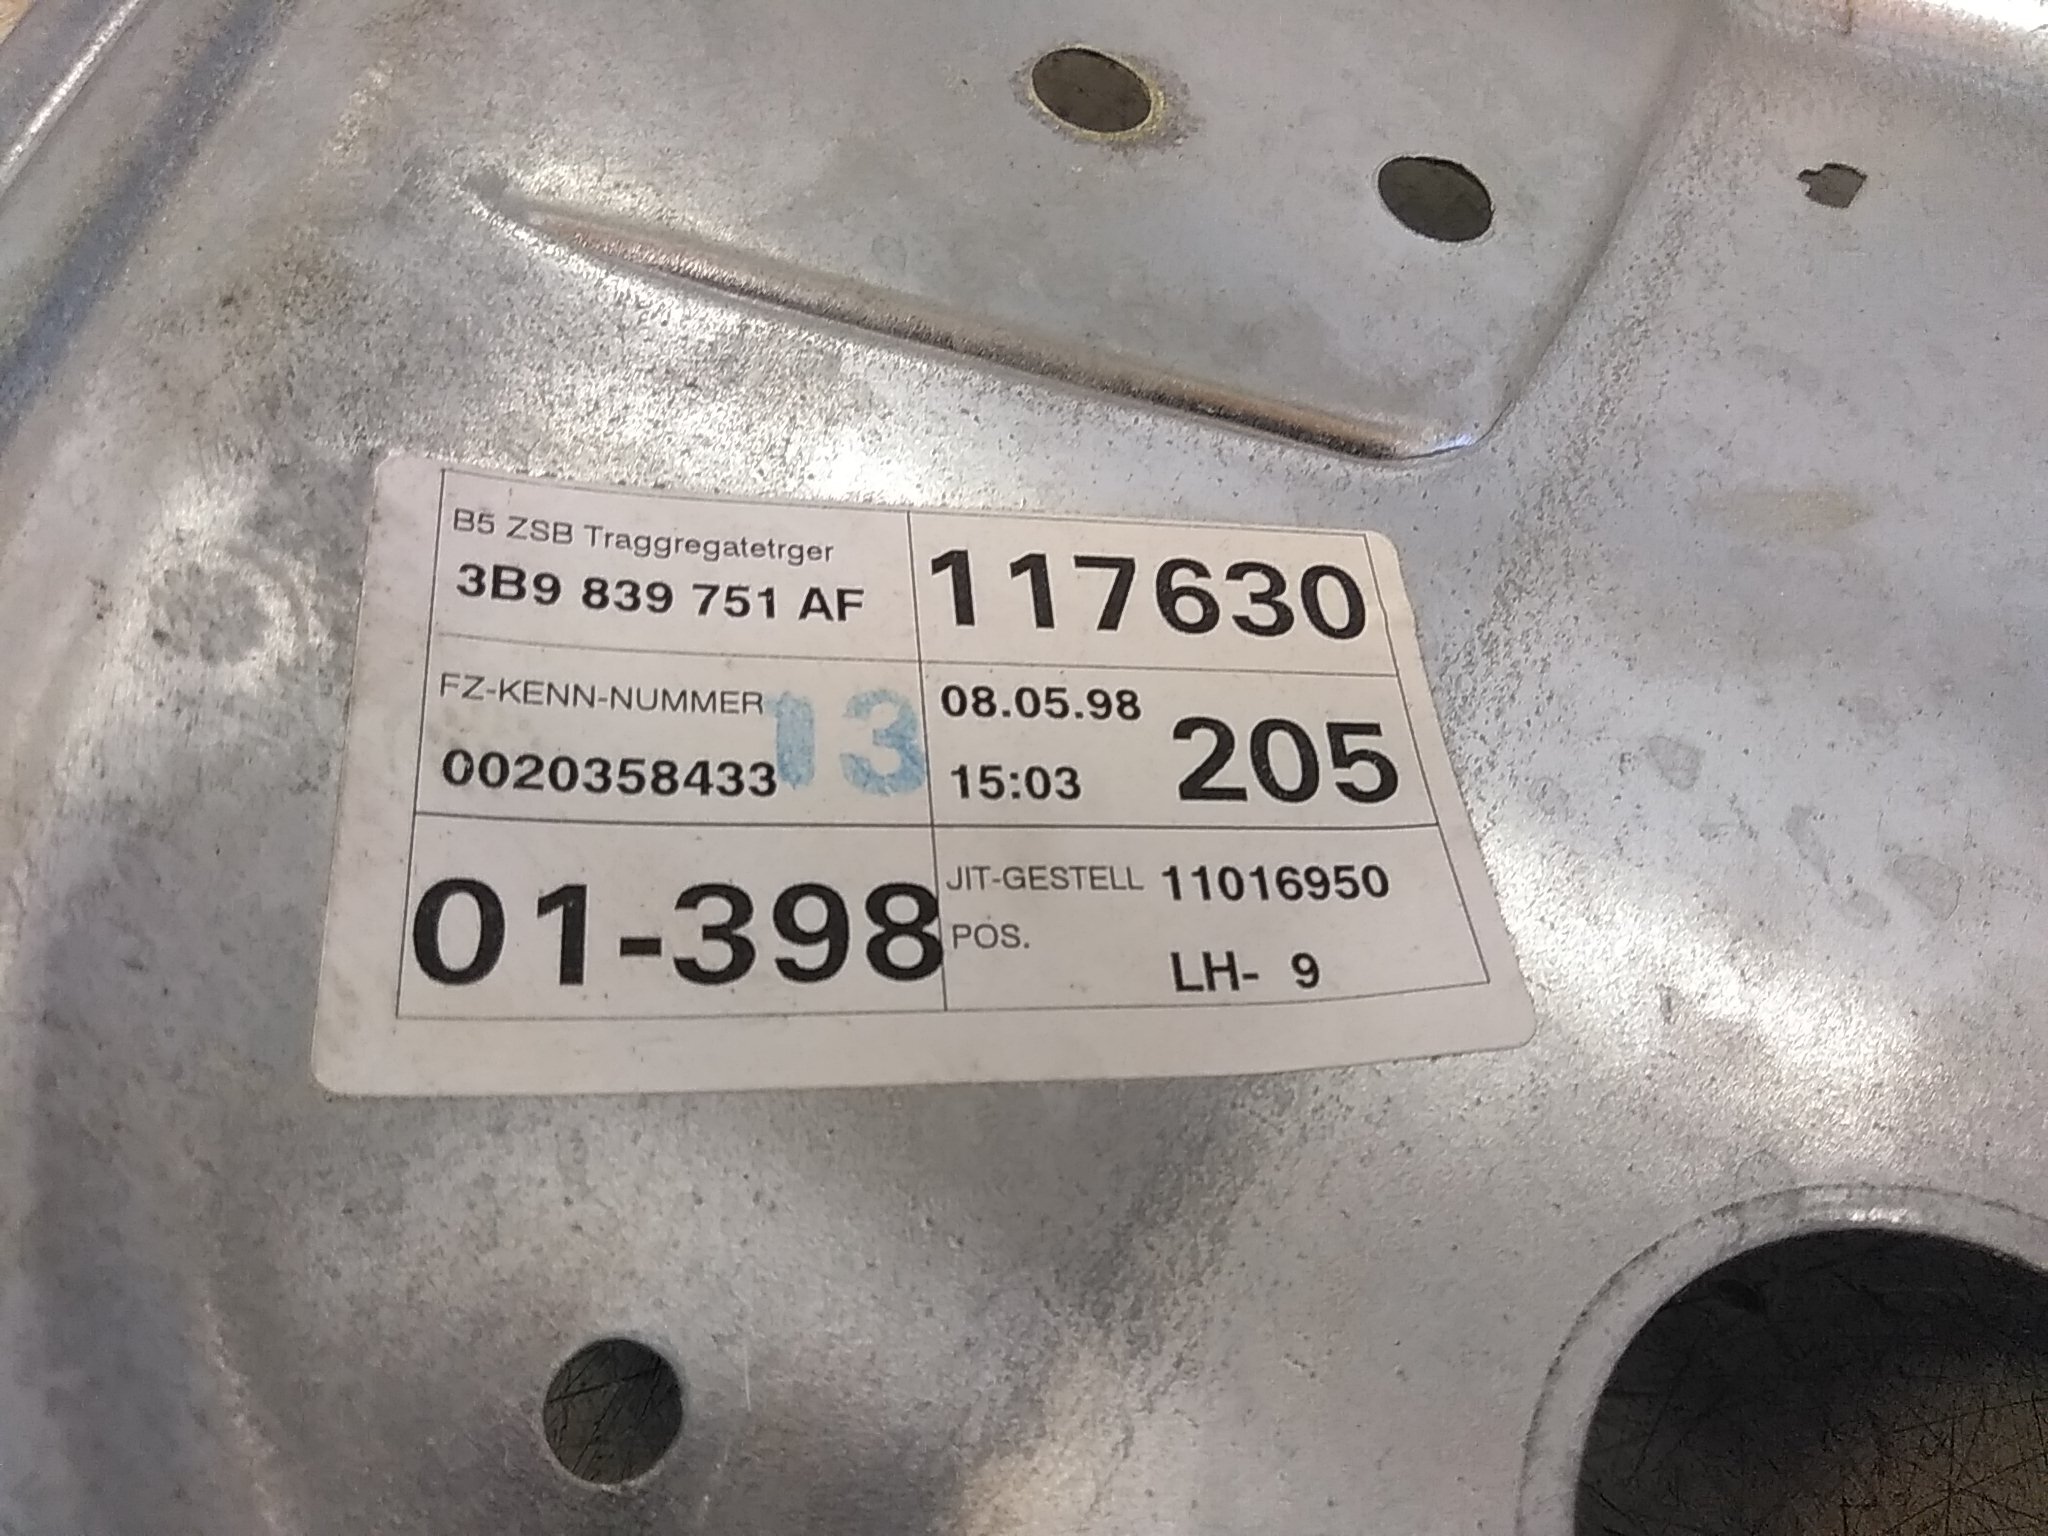 B5 ZSB Traggregatetrger
3B9 839 751 AF
117630
FZ-KENN-NUMMER
13
0020358433
08.05.98
15:03
205
01-398
JIT-GESTELL 11016950
POS.
LH- 9